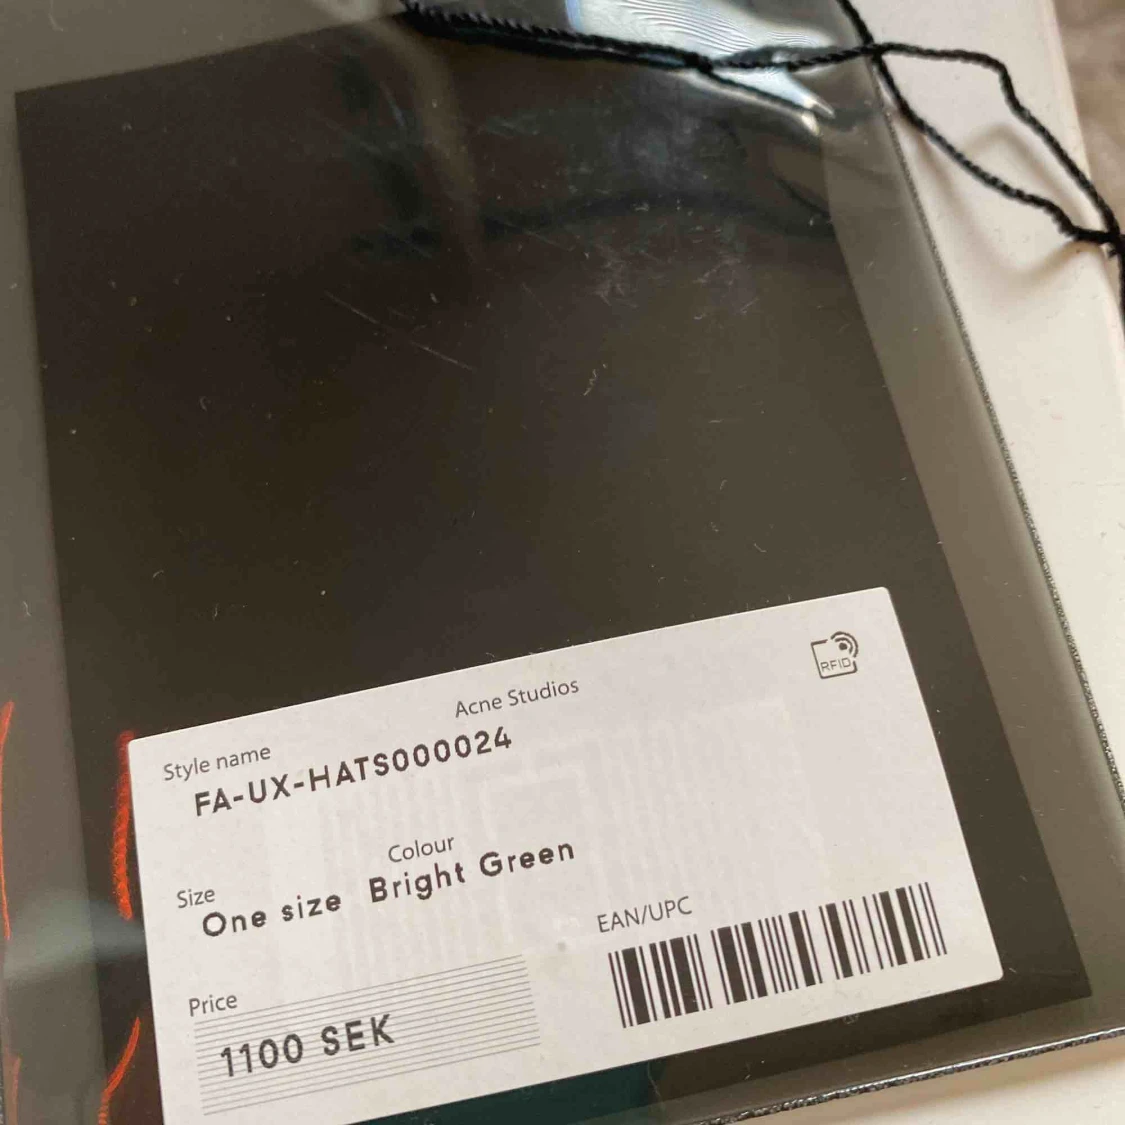 Acne Studios
RFID
Style name
FA-UX-HATS000024
Colour
Size
One size Bright Green
EAN/UPC
Price
1100 SEK